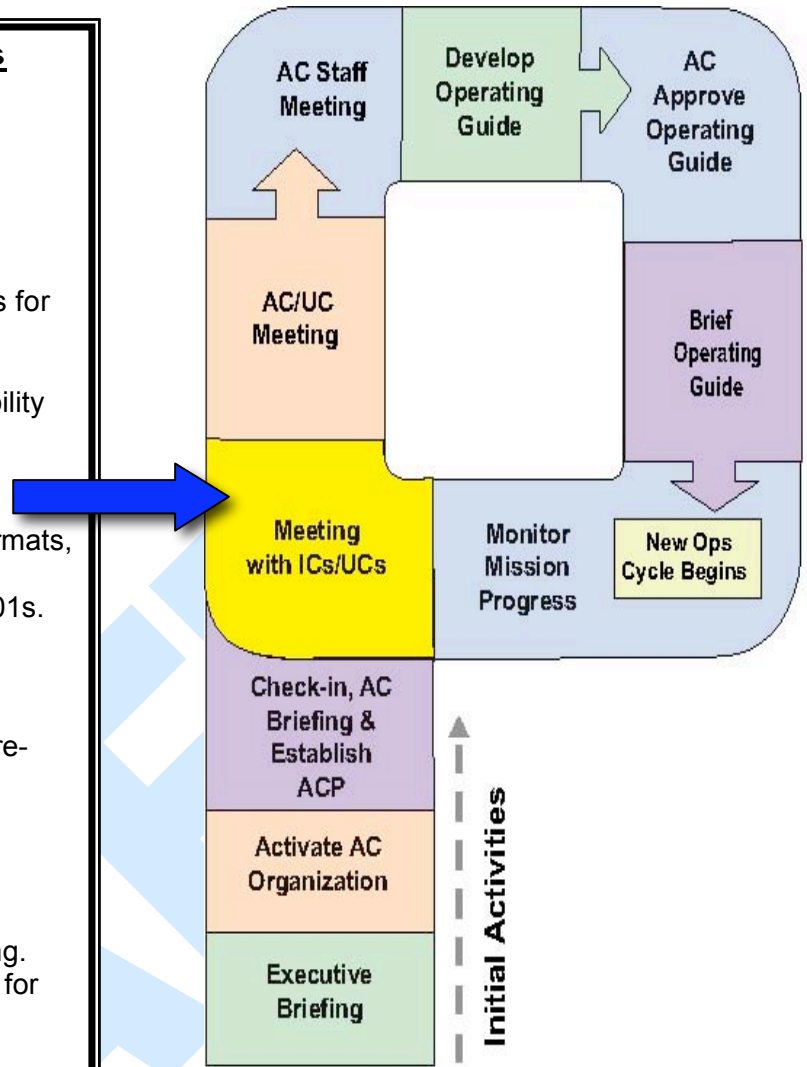 s for
ility
rmats,
01s.
re-
ng.
for
AC Staff
Meeting
Develop
Operating
Guide
AC
Approve
Operating
Guide
AC/UC
Meeting
Brief
Operating
Guide
Meeting
with ICs/UCs
Monitor
Mission
Progress
New Ops
Cycle Begins
Check-in, AC
Briefing &
Establish
ACP
Activate AC
Organization
Executive
Briefing
Initial Activities